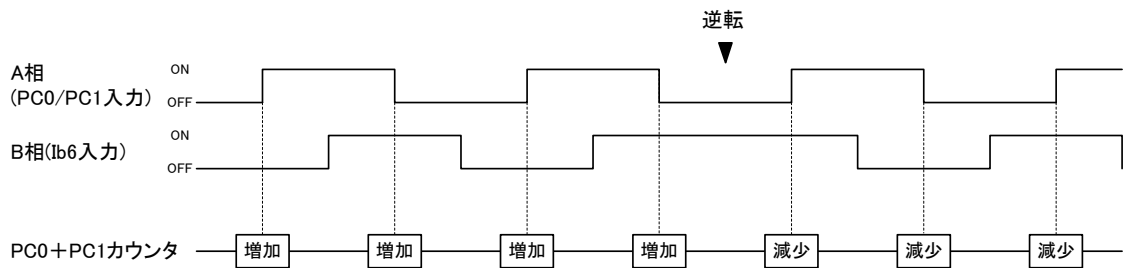 逆転
A相
(PC0/PC1入力)
ON
OFF
B相(Ib6入力)
ON
OFF
PC0+PC1カウンタ
増加
増加
増加
増加
減少
減少
減少